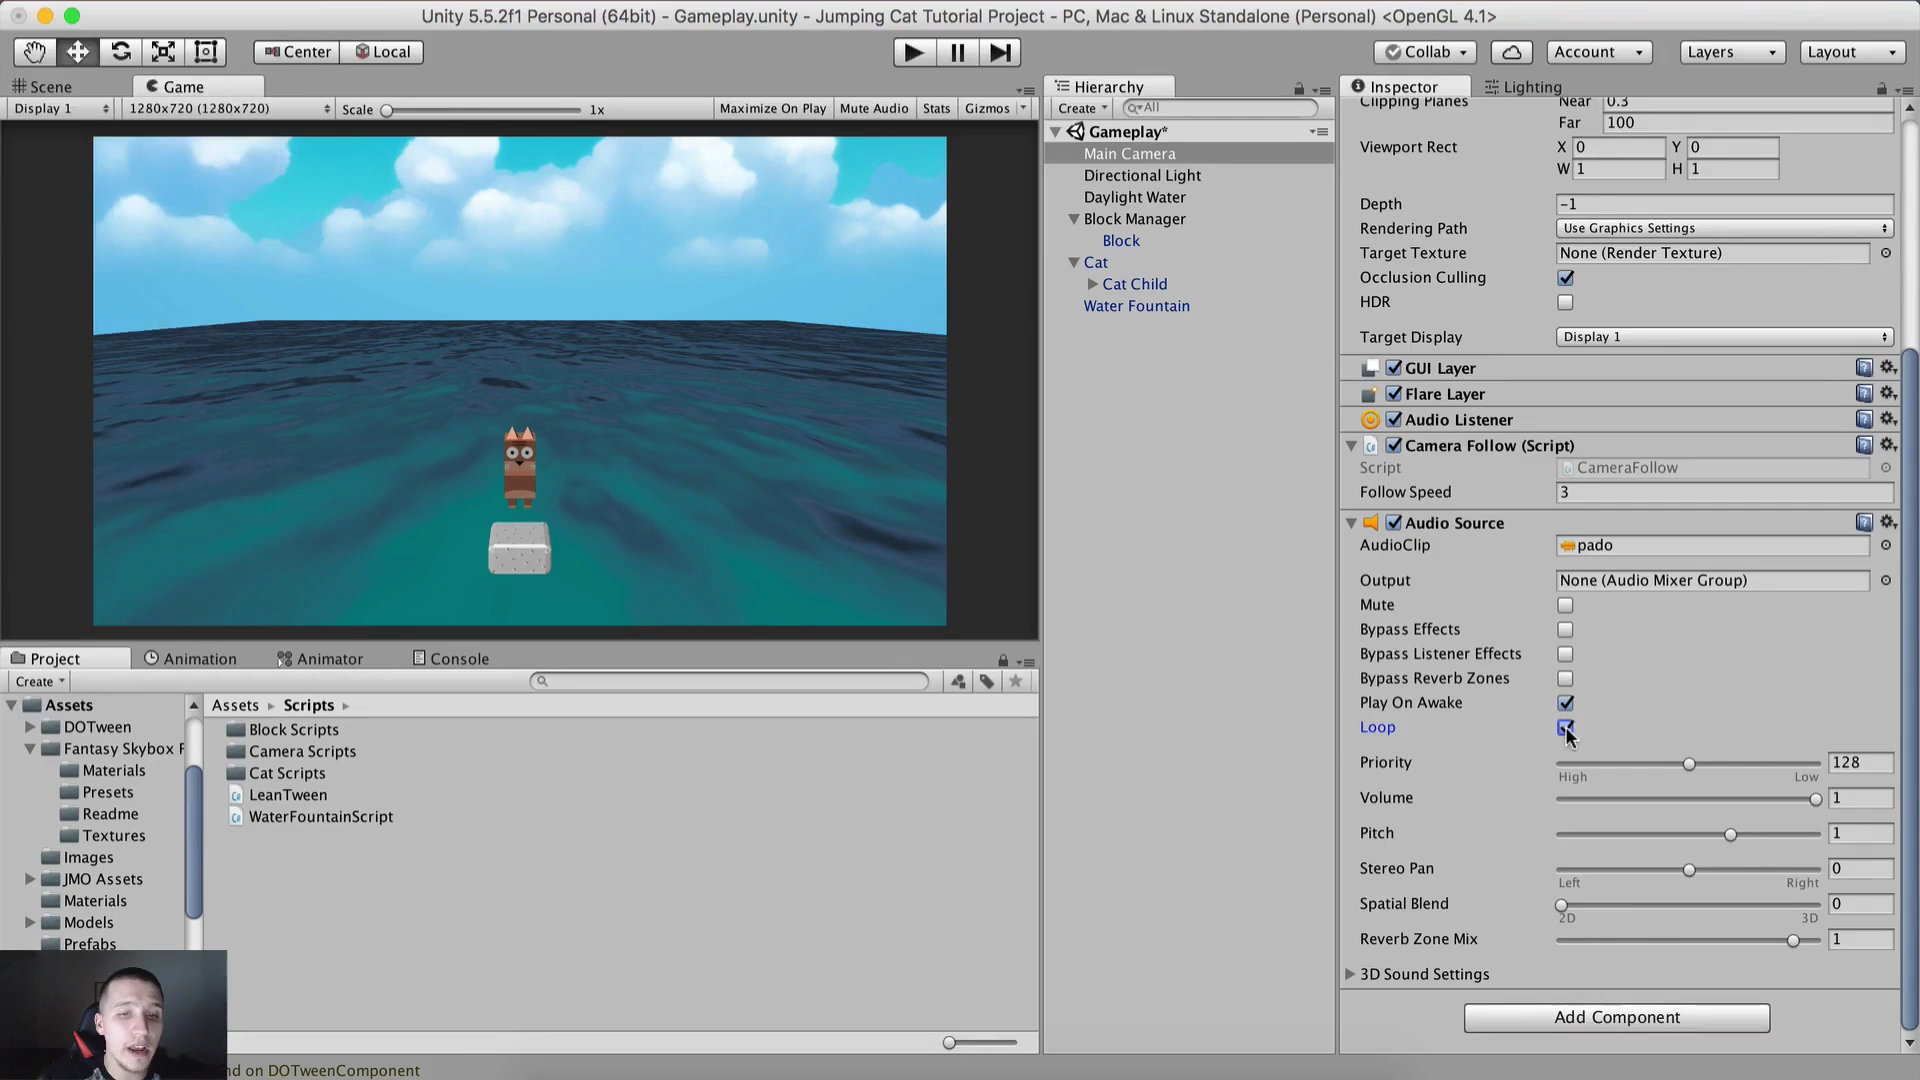 Unity 5.5.2f1 Personal (64bit) - Gameplay.unity - Jumping Cat Tutorial Project - PC, Mac & Linux Standalone (Personal) <OpenGL 4.1>
Center
Local
Collab
Account
Layers
Layout
Scene
Game
Display 1
1280x720 (1280x720)
Scale
1x
Maximize On Play
Mute Audio
Stats
Gizmos
Hierarchy
Create
All
Gameplay*
Main Camera
Directional Light
Daylight Water
Block Manager
Block
Cat
Cat Child
Water Fountain
Inspector
Lighting
Clipping Planes
Near 0.3
Far 100
Viewport Rect X 0 Y 0
W 1 H 1
Depth -1
Rendering Path Use Graphics Settings
Target Texture None (Render Texture)
Occlusion Culling
HDR
Target Display Display 1
GUI Layer
Flare Layer
Audio Listener
Camera Follow (Script)
Script CameraFollow
Follow Speed 3
Audio Source
AudioClip pado
Output None (Audio Mixer Group)
Mute
Bypass Effects
Bypass Listener Effects
Bypass Reverb Zones
Play On Awake
Loop
Priority 128
High Low
Volume 1
Pitch 1
Stereo Pan 0
Left Right
Spatial Blend 0
2D 3D
Reverb Zone Mix 1
3D Sound Settings
Add Component
Project
Animation
Animator
Console
Create
Assets
DOTween
Fantasy Skybox F
Materials
Presets
Readme
Textures
Images
JMO Assets
Materials
Models
Prefabs
Assets Scripts
Block Scripts
Camera Scripts
Cat Scripts
LeanTween
WaterFountainScript
nd on DOTweenComponent